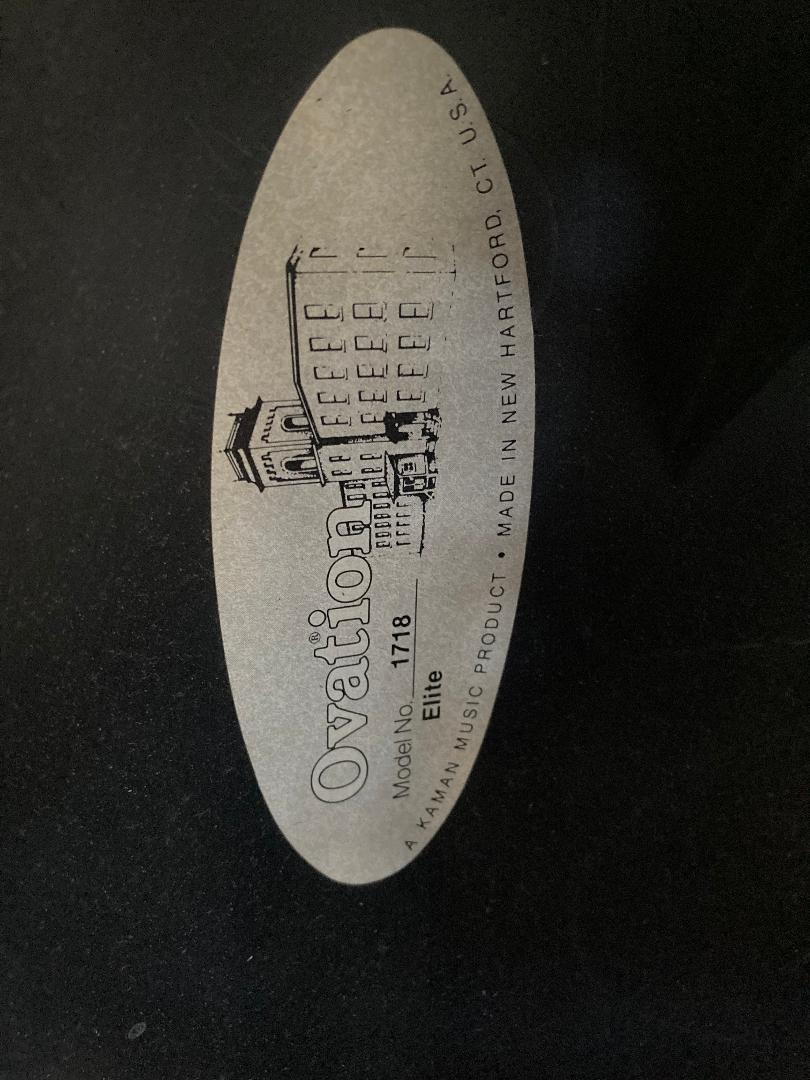 Ovation®
Model No. 1718
Elite
A KAMAN MUSIC PRODUCT • MADE IN NEW HARTFORD, CT. U.S.A.